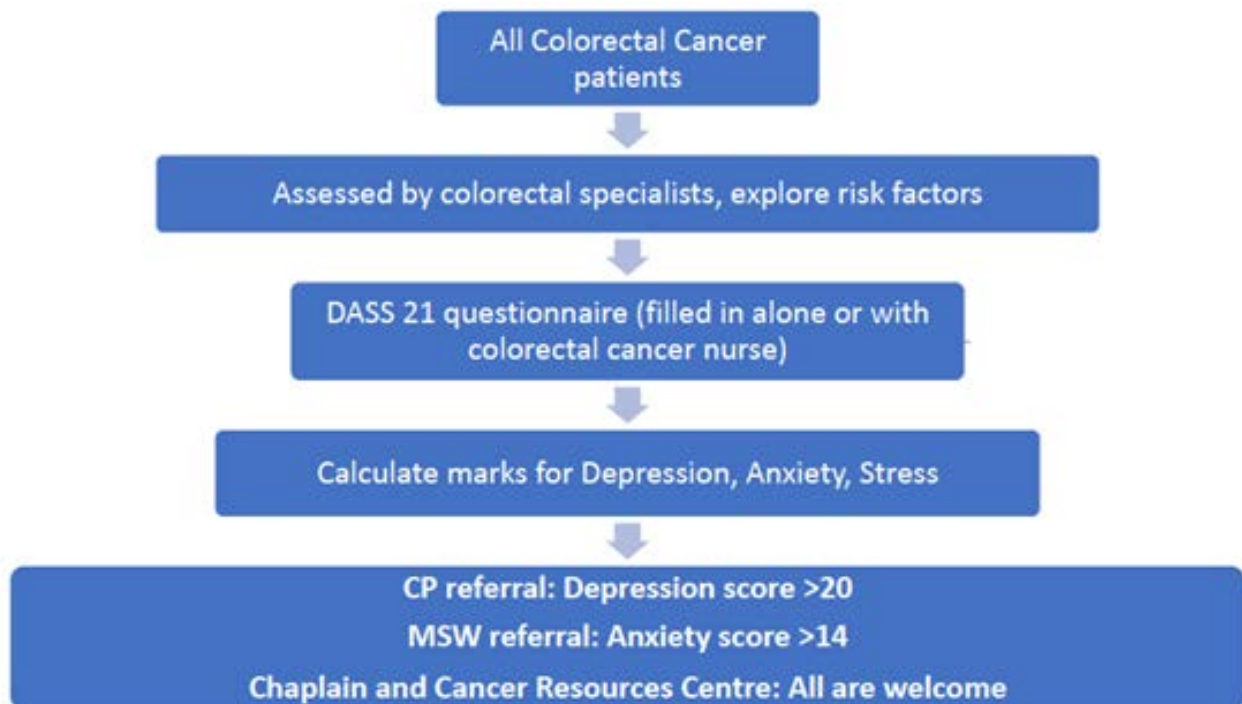 All Colorectal Cancer
patients
Assessed by colorectal specialists, explore risk factors
DASS 21 questionnaire (filled in alone or with
colorectal cancer nurse)
Calculate marks for Depression, Anxiety, Stress
CP referral: Depression score >20
MSW referral: Anxiety score >14
Chaplain and Cancer Resources Centre: All are welcome